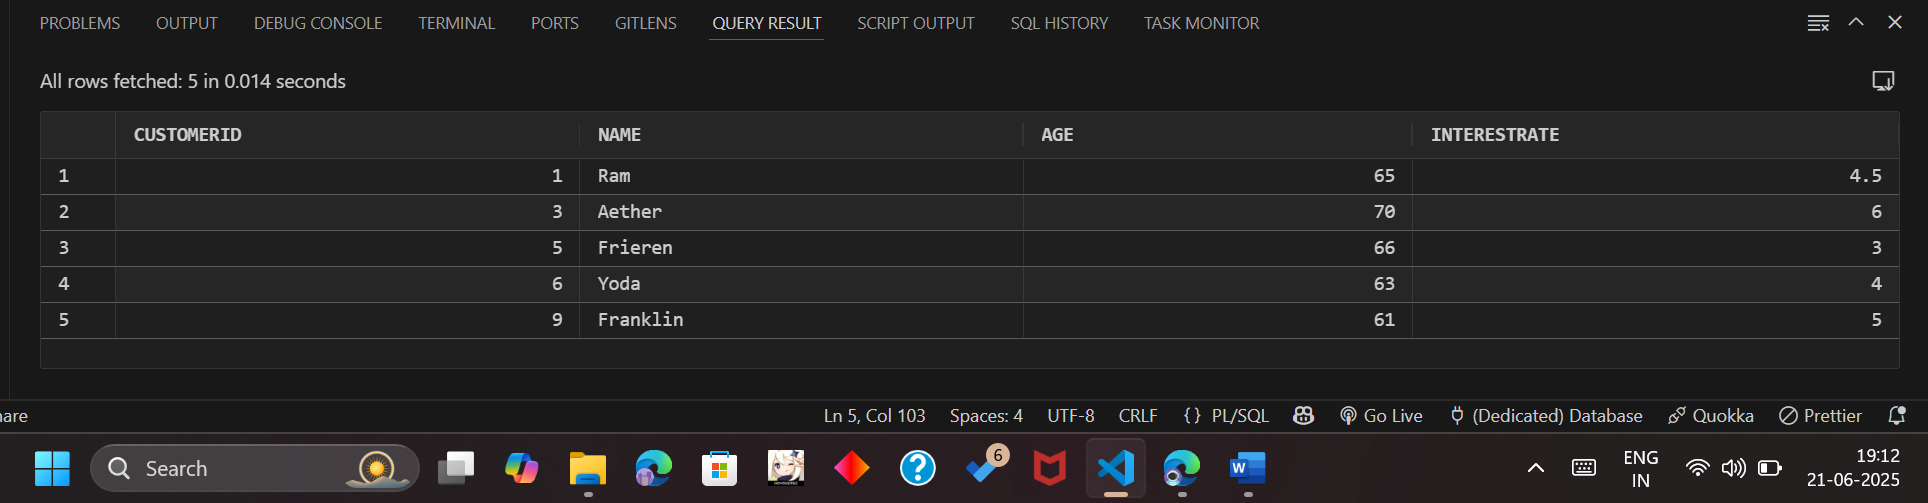 PROBLEMS OUTPUT DEBUG CONSOLE TERMINAL PORTS GITLENS QUERY RESULT SCRIPT OUTPUT SQL HISTORY TASK MONITOR
All rows fetched: 5 in 0.014 seconds
CUSTOMERID NAME AGE INTERESTRATE
1 1 Ram 65 4.5
2 3 Aether 70 6
3 5 Frieren 66 3
4 6 Yoda 63 4
5 9 Franklin 61 5
are Ln 5, Col 103 Spaces: 4 UTF-8 CRLF {} PL/SQL Go Live (Dedicated) Database Quokka Prettier
Search 6 W ENG 19:12
IN 21-06-2025